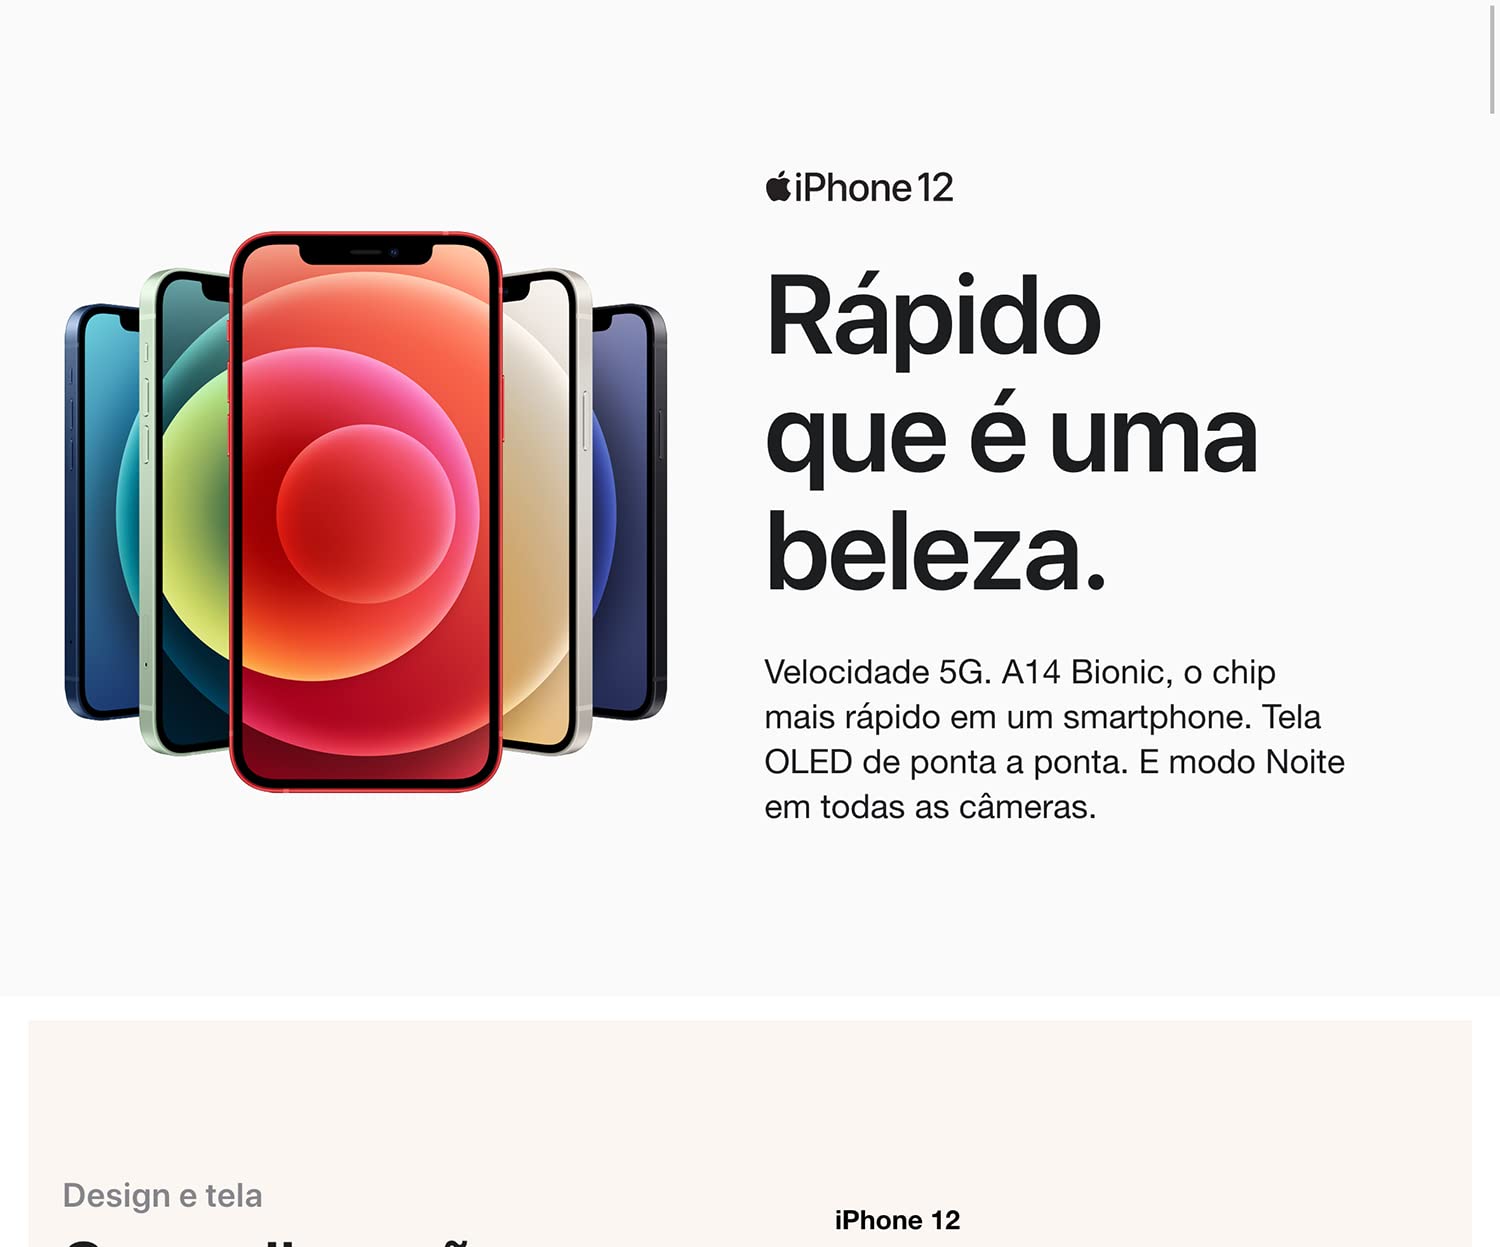 iPhone 12
Rápido
que é uma
beleza.
Velocidade 5G. A14 Bionic, o chip
mais rápido em um smartphone. Tela
OLED de ponta a ponta. E modo Noite
em todas as câmeras.
Design e tela
iPhone 12